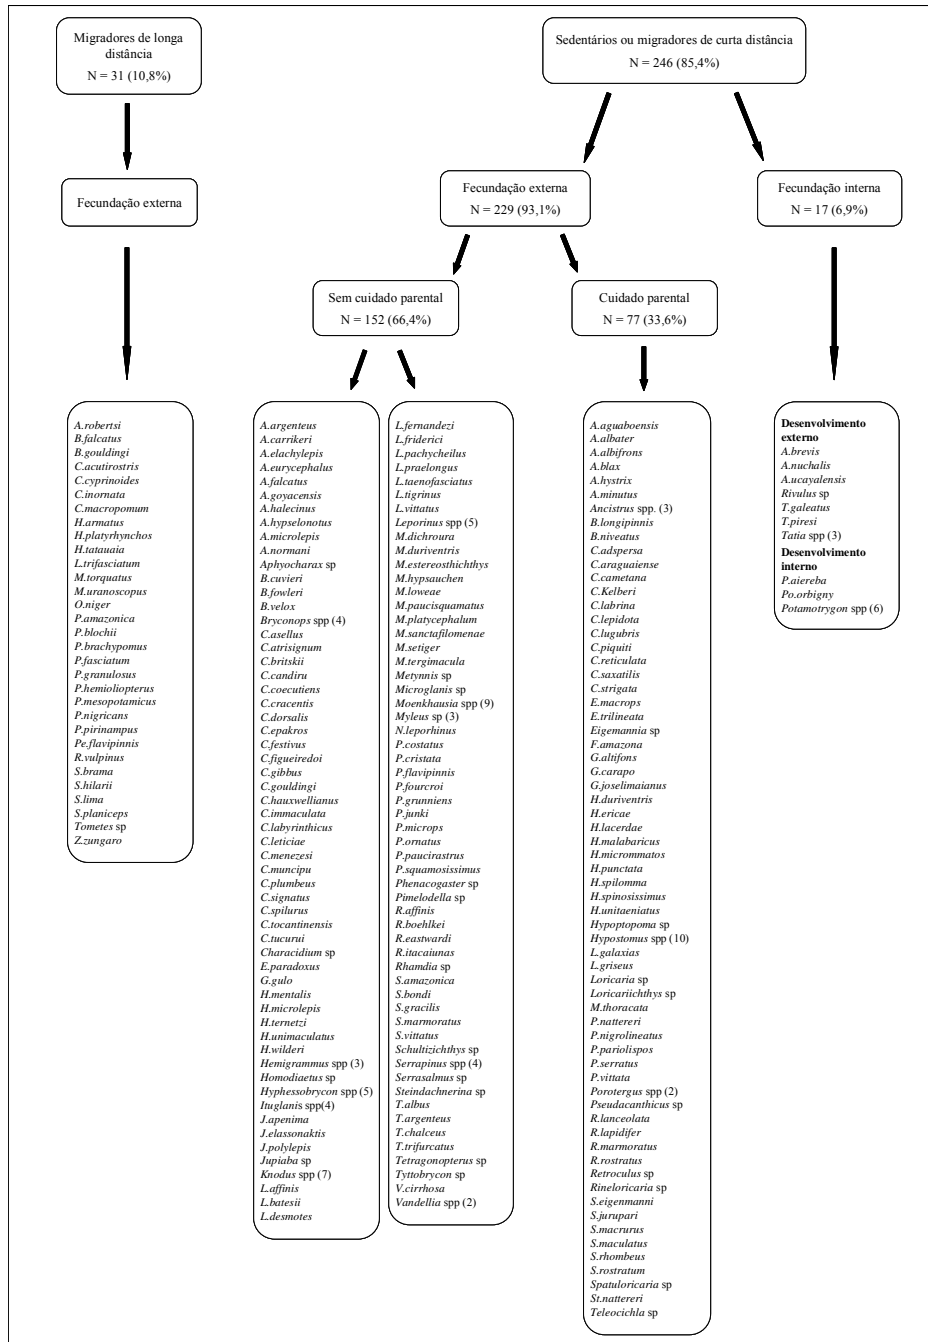 Migradores de longa
distância
N = 31 (10,8%)
Sedentários ou migradores de curta distância
N = 246 (85,4%)
Fecundação externa
Fecundação externa
N = 229 (93,1%)
Fecundação interna
N = 17 (6,9%)
Sem cuidado parental
N = 152 (66,4%)
Cuidado parental
N = 77 (33,6%)
A.robertsi
B.falcatus
B.gouldingi
C.acutirostris
C.cyprinoides
C.inornata
C.macropomum
H.armatus
H.platyrhynchos
H.tatauaia
L.trifasciatum
M.torquatus
M.uranoscopus
O.niger
P.amazonica
P.blochii
P.brachypomus
P.fasciatum
P.granulosus
P.hemioliopterus
P.mesopotamicus
P.nigricans
P.pirinampus
Pe.flavipinnis
R.vulpinus
S.brama
S.hilarii
S.lima
S.planiceps
Tometes sp
Z.zungaro
A.argenteus
A.carrikeri
A.elachylepis
A.eurycephalus
A.falcatus
A.goyacensis
A.halecinus
A.hypselonotus
A.microlepis
A.normani
Aphyocharax sp
B.cuvieri
B.fowleri
B.velox
Bryconops spp (4)
C.asellus
C.atrisignum
C.britskii
C.candiru
C.coecutiens
C.cracentis
C.dorsalis
C.epakros
C.festivus
C.figueiredoi
C.gibbus
C.gouldingi
C.hauxwellianus
C.immaculata
C.labyrinthicus
C.leticiae
C.menezesi
C.muncipu
C.plumbeus
C.signatus
C.spilurus
C.tocantinensis
C.tucurui
Characidium sp
E.paradoxus
G.gulo
H.mentalis
H.microlepis
H.ternetzi
H.unimaculatus
H.wilderi
Hemigrammus spp (3)
Homodiaetus sp
Hyphessobrycon spp (5)
Ituglanis spp(4)
J.apenima
J.elassonaktis
J.polylepis
Jupiaba sp
Knodus spp (7)
L.affinis
L.batesii
L.desmotes
L.fernandezi
L.friderici
L.pachycheilus
L.praelongus
L.taenofasciatus
L.tigrinus
L.vittatus
Leporinus spp (5)
M.dichroura
M.duriventris
M.estereosthichthys
M.hypsauchen
M.loweae
M.paucisquamatus
M.platycephalum
M.sanctafilomenae
M.setiger
M.tergimacula
Metynnis sp
Microglanis sp
Moenkhausia spp (9)
Myleus sp (3)
N.leporhinus
P.costatus
P.cristata
P.flavipinnis
P.fourcroi
P.grunniens
P.junki
P.microps
P.ornatus
P.paucirastrus
P.squamosissimus
Phenacogaster sp
Pimelodella sp
R.affinis
R.boehlkei
R.eastwardi
R.itacaiunas
Rhamdia sp
S.amazonica
S.bondi
S.gracilis
S.marmoratus
S.vittatus
Schultizichthys sp
Serrapinus spp (4)
Serrasalmus sp
Steindachnerina sp
T.albus
T.argenteus
T.chalceus
T.trifurcatus
Tetragonopterus sp
Tyttobrycon sp
V.cirrhosa
Vandellia spp (2)
A.aguaboensis
A.albater
A.albifrons
A.blax
A.hystrix
A.minutus
Ancistrus spp. (3)
B.longipinnis
B.niveatus
C.adspersa
C.araguaiense
C.cametana
C.Kelberi
C.labrina
C.lepidota
C.lugubris
C.piquiti
C.reticulata
C.saxatilis
C.strigata
E.macrops
E.trilineata
Eigemannia sp
F.amazona
G.altifons
G.carapo
G.joselimaianus
H.duriventris
H.ericae
H.lacerdae
H.malabaricus
H.micrommatos
H.punctata
H.spilomma
H.spinosissimus
H.unitaeniatus
Hypoptopoma sp
Hypostomus spp (10)
L.galaxias
L.griseus
Loricaria sp
Loricariichthys sp
M.thoracata
P.nattereri
P.nigrolineatus
P.pariolispos
P.serratus
P.vittata
Porotergus spp (2)
Pseudacanthicus sp
R.lanceolata
R.lapidifer
R.marmoratus
R.rostratus
Retroculus sp
Rineloricaria sp
S.eigenmanni
S.jurupari
S.macrurus
S.maculatus
S.rhombeus
S.rostratum
Spatuloricaria sp
St.nattereri
Teleocichla sp
Desenvolvimento
externo
A.brevis
A.nuchalis
A.ucayalensis
Rivulus sp
T.galeatus
T.piresi
Tatia spp (3)
Desenvolvimento
interno
P.aiereba
Po.orbigny
Potamotrygon spp (6)